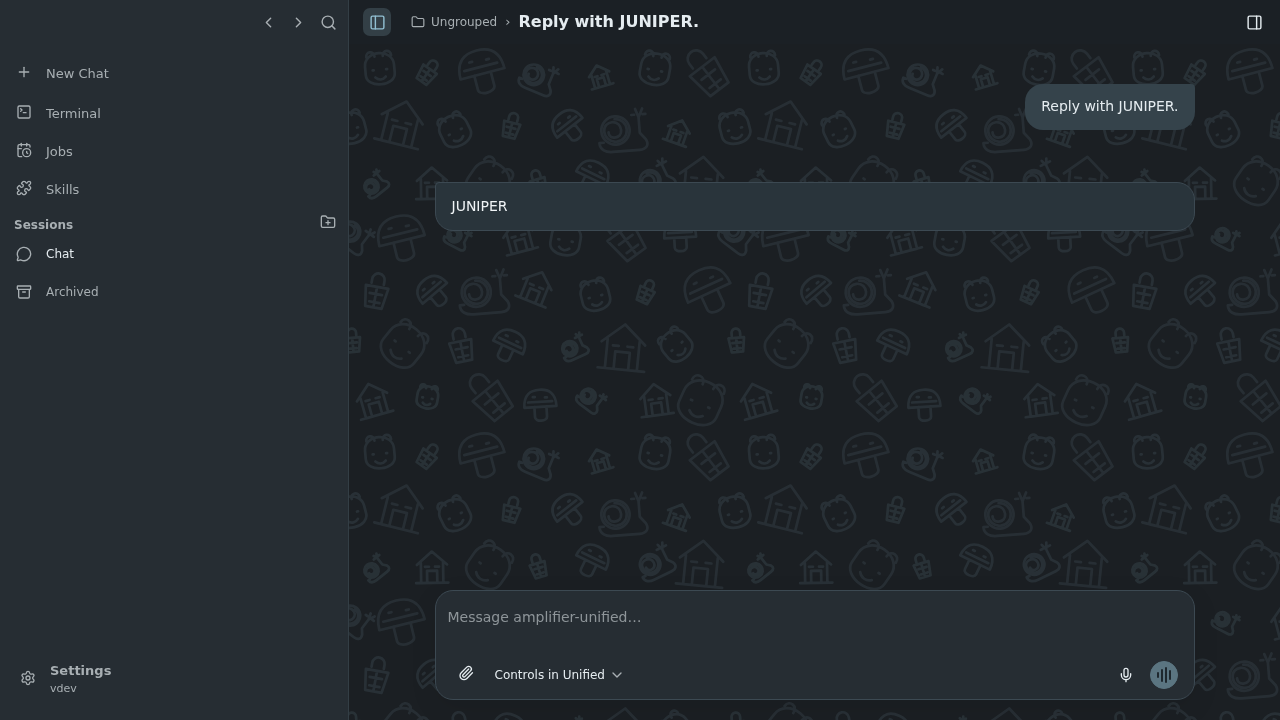 Ungrouped › Reply with JUNIPER.
New Chat
Terminal
Jobs
Skills
Sessions
Chat
Archived
Settings
vdev
Reply with JUNIPER.
JUNIPER
Message amplifier-unified…
Controls in Unified